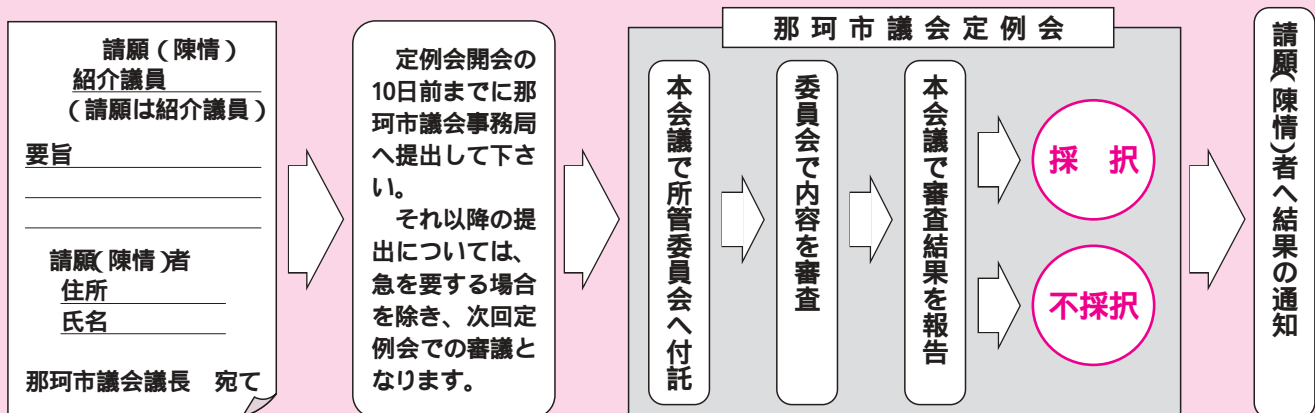 請願(陳情)
紹介議員
(請願は紹介議員)
要旨
請願(陳情)者
住所
氏名
那珂市議会議長　宛て
定例会開会の
10日前までに那
珂市議会事務局
へ提出して下さ
い。
それ以降の提
出については、
急を要する場合
を除き、次回定
例会での審議と
なります。
那珂市議会定例会
本会議で所管委員会へ付託
委員会で内容を審査
本会議で審査結果を報告
採　択
不採択
請願(陳情)者へ結果の通知